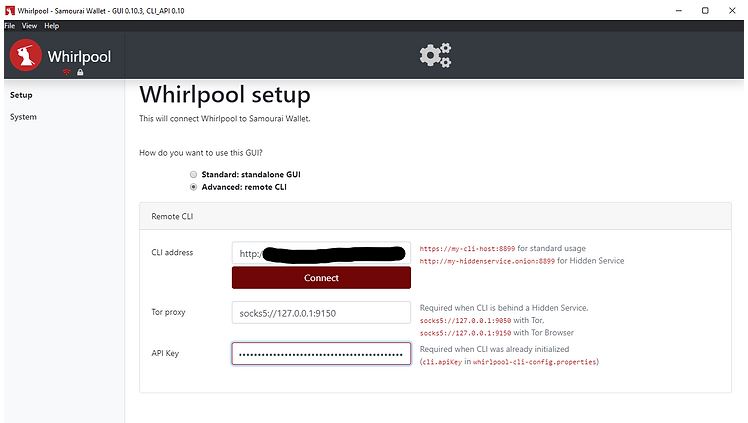 Whirlpool - Samourai Wallet - GUI 0.10.3, CLI_API 0.10
File View Help
Whirlpool
Setup
System
Whirlpool setup
This will connect Whirlpool to Samourai Wallet.
How do you want to use this GUI?
Standard: standalone GUI
Advanced: remote CLI
Remote CLI
CLI address
http:/
https://my-cli-host:8899 for standard usage
http://my-hiddenservice.onion:8899 for Hidden Service
Connect
Tor proxy
socks5://127.0.0.1:9150
Required when CLI is behind a Hidden Service.
socks5://127.0.0.1:9050 with Tor,
socks5://127.0.0.1:9150 with Tor Browser
API Key
Required when CLI was already initialized
(cli.apiKey in whirlpool-cli-config.properties)